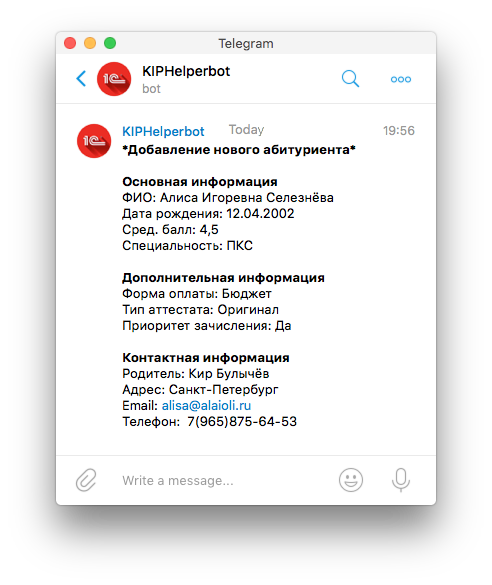 Telegram
KIPHelperbot
bot
KIPHelperbot Today 19:56
*Добавление нового абитуриента*
Основная информация
ФИО: Алиса Игоревна Селезнёва
Дата рождения: 12.04.2002
Сред. балл: 4,5
Специальность: ПКС
Дополнительная информация
Форма оплаты: Бюджет
Тип аттестата: Оригинал
Приоритет зачисления: Да
Контактная информация
Родитель: Кир Булычёв
Адрес: Санкт-Петербург
Email: alisa@alaioli.ru
Телефон:  7(965)875-64-53
Write a message...